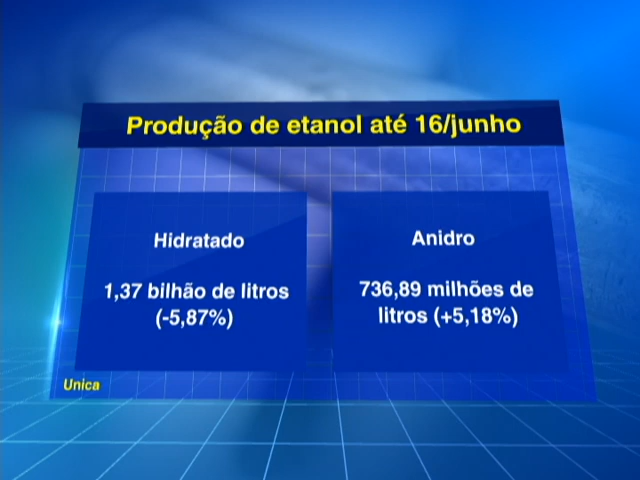 Produção de etanol até 16/junho
Hidratado
1,37 bilhão de litros
(-5,87%)
Anidro
736,89 milhões de
litros (+5,18%)
Unica